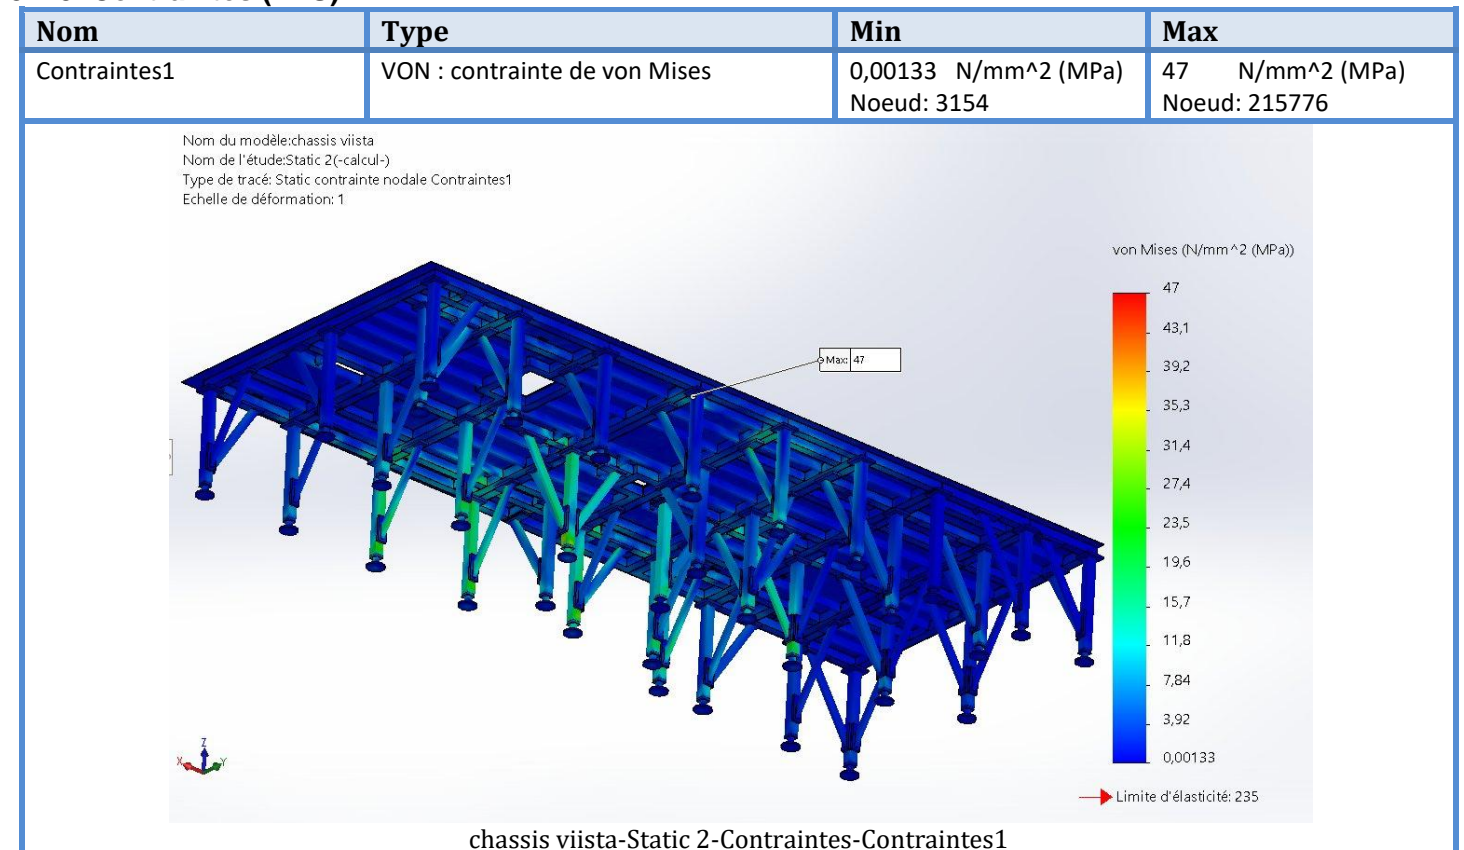 Nom Type Min Max
Contraintes1 VON : contrainte de von Mises 0,00133 N/mm^2 (MPa) 47 N/mm^2 (MPa)
Noeud: 3154 Noeud: 215776
Nom du modèle:chassis viista
Nom de l'étude:Static 2(-calcul-)
Type de tracé: Static contrainte nodale Contraintes1
Echelle de déformation: 1
von Mises (N/mm^2 (MPa))
47
43,1
39,2
35,3
31,4
27,4
23,5
19,6
15,7
11,8
7,84
3,92
0,00133
Limite d'élasticité: 235
Max: 47
Z
X
Y
chassis viista-Static 2-Contraintes-Contraintes1